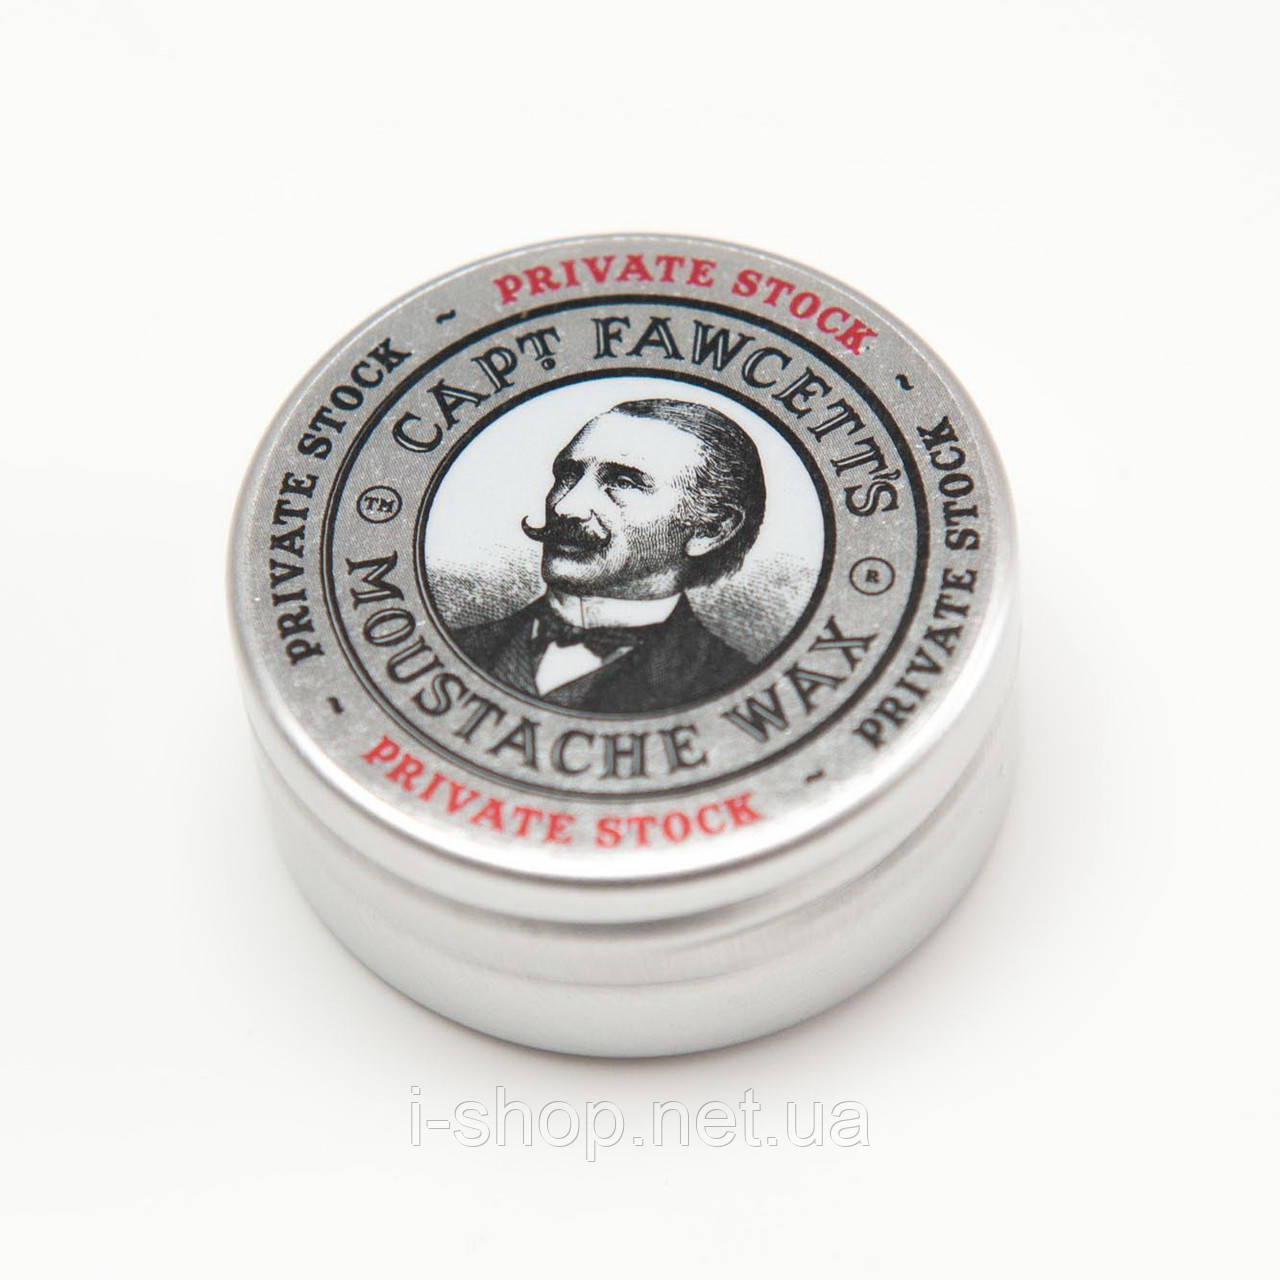 PRIVATE STOCK ~ PRIVATE STOCK ~ PRIVATE STOCK ~ PRIVATE STOCK ~
CAPT. FAWCETT'S
TM
R
MOUSTACHE WAX
i-shop.net.ua